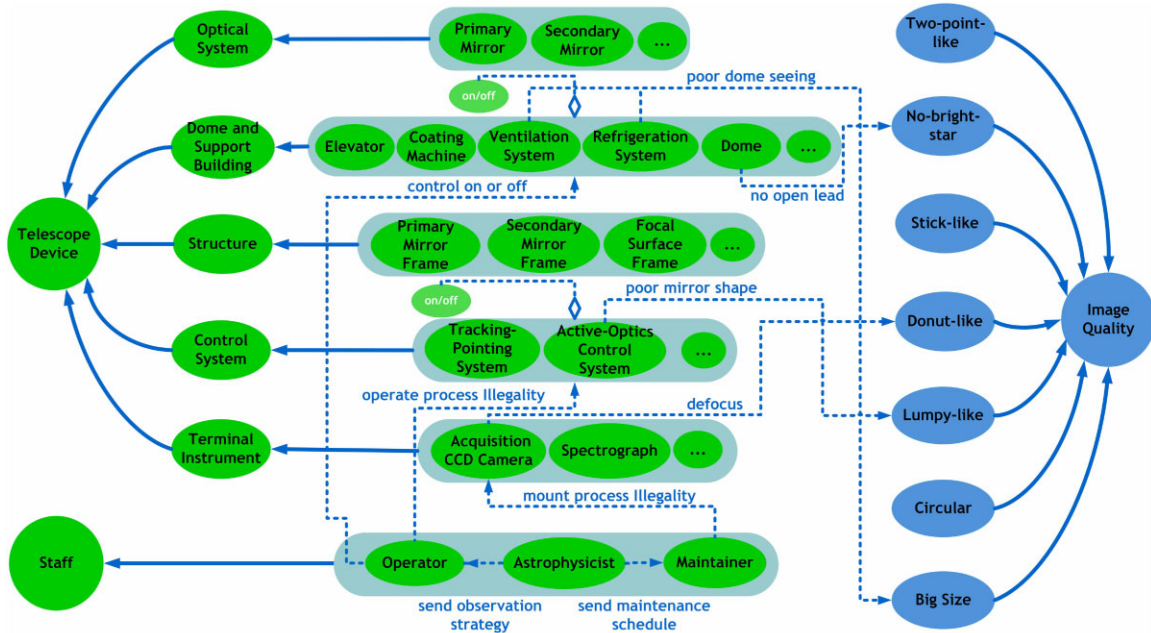 Optical
System
Primary
Mirror
Secondary
Mirror
...
Two-point-
like
on/off
poor dome seeing
Dome and
Support
Building
Elevator
Coating
Machine
Ventilation
System
Refrigeration
System
Dome
...
No-bright-
star
control on or off
no open lead
Telescope
Device
Structure
Primary
Mirror
Frame
Secondary
Mirror
Frame
Focal
Surface
Frame
...
Stick-like
on/off
poor mirror shape
Control
System
Tracking-
Pointing
System
Active-Optics
Control
System
...
Donut-like
Image
Quality
operate process Illegality
defocus
Lumpy-like
Terminal
Instrument
Acquisition
CCD Camera
Spectrograph
...
mount process Illegality
Circular
Staff
Operator
Astrophysicist
Maintainer
Big Size
send observation
strategy
send maintenance
schedule